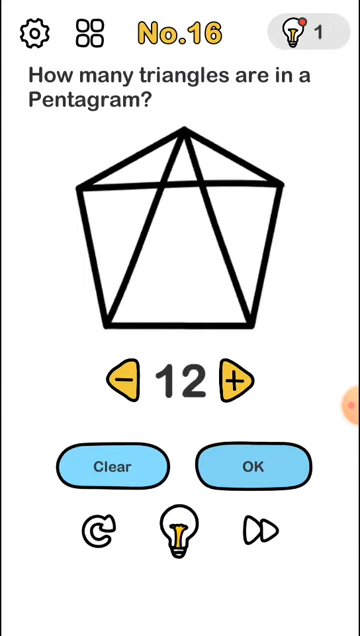 No.16
1
How many triangles are in a
Pentagram?
12
Clear
OK